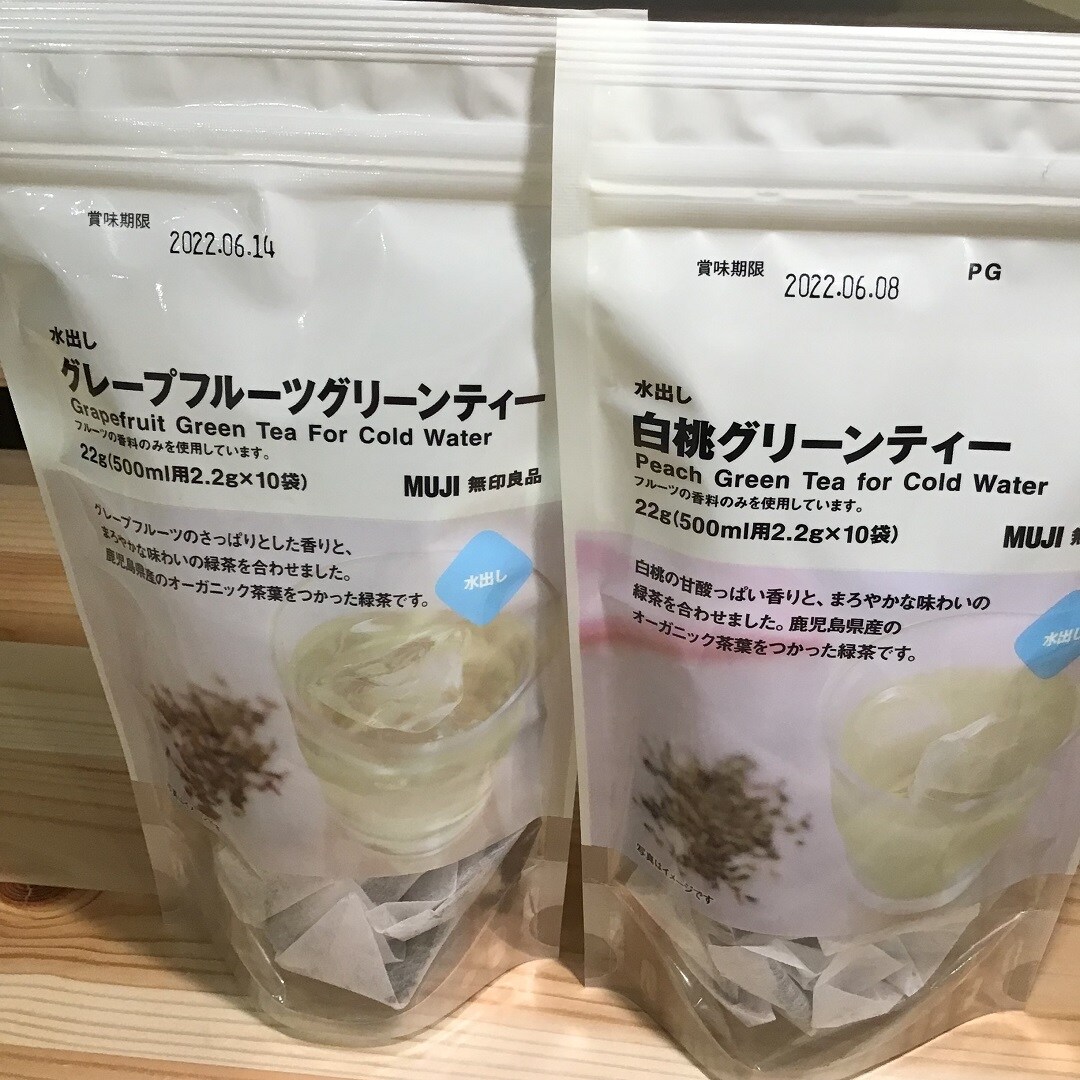 賞味期限
2022.06.14
水出し
グレープフルーツグリーンティー
Grapefruit Green Tea For Cold Water
フルーツの香料のみを使用しています。
22g(500ml用2.2g×10袋)
MUJI 無印良品
グレープフルーツのさっぱりとした香りと、
まろやかな味わいの緑茶を合わせました。
鹿児島県産のオーガニック茶葉をつかった緑茶です。
水出し
賞味期限
2022.06.08
PG
水出し
白桃グリーンティー
Peach Green Tea for Cold Water
フルーツの香料のみを使用しています。
22g(500ml用2.2g×10袋)
MUJI 無
白桃の甘酸っぱい香りと、まろやかな味わいの
緑茶を合わせました。鹿児島県産の
オーガニック茶葉をつかった緑茶です。
水出し
写真はイメージです